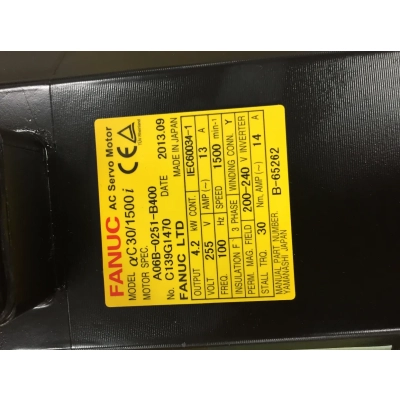 FANUC AC Servo Motor
MODEL αC30/1500i
MOTOR SPEC. A06B-0251-B400
No. C139G1470 DATE 2013.09
FANUC LTD MADE IN JAPAN
OUTPUT 4.2 kW CONT. IEC60034-1
VOLT 255 V AMP (~) 13 A
FREQ. 100 Hz SPEED 1500 min-1
INSULATION F 3 PHASE WINDING CONN. Y
PERM. MAG. FIELD 200-240 V INVERTER
STALL TRQ. 30 Nm AMP (~) 14 A
MANUAL PART NUMBER B-65262
YAMANASHI JAPAN
CE